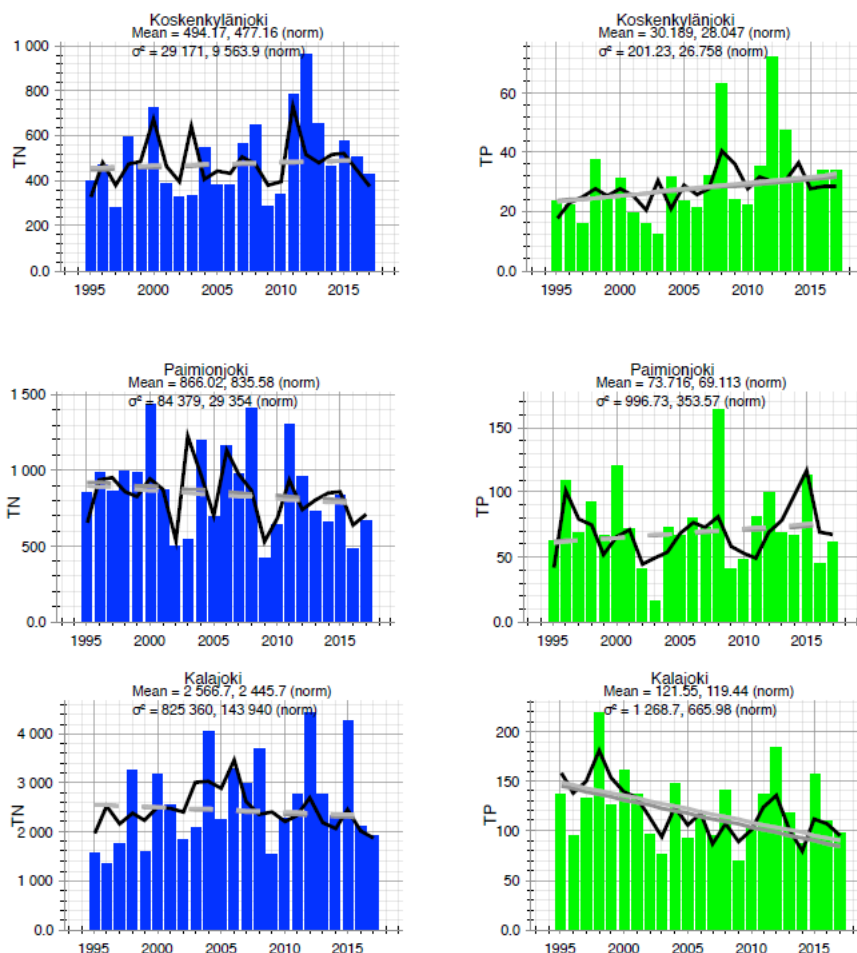 Koskenkylänjoki
Mean = 494.17, 477.16 (norm)
σ² = 29 171, 9 563.9 (norm)
1 000
800
600
400
200
0.0
TN
1995 2000 2005 2010 2015
Koskenkylänjoki
Mean = 30.189, 28.047 (norm)
σ² = 201.23, 26.758 (norm)
60
40
20
0.0
TP
1995 2000 2005 2010 2015
Paimionjoki
Mean = 866.02, 835.58 (norm)
σ² = 84 379, 29 354 (norm)
1 500
1 000
500
0.0
TN
1995 2000 2005 2010 2015
Paimionjoki
Mean = 73.716, 69.113 (norm)
σ² = 996.73, 353.57 (norm)
150
100
50
0.0
TP
1995 2000 2005 2010 2015
Kalajoki
Mean = 2 566.7, 2 445.7 (norm)
σ² = 825 360, 143 940 (norm)
4 000
3 000
2 000
1 000
0.0
TN
1995 2000 2005 2010 2015
Kalajoki
Mean = 121.55, 119.44 (norm)
σ² = 1 268.7, 665.98 (norm)
200
150
100
50
0.0
TP
1995 2000 2005 2010 2015